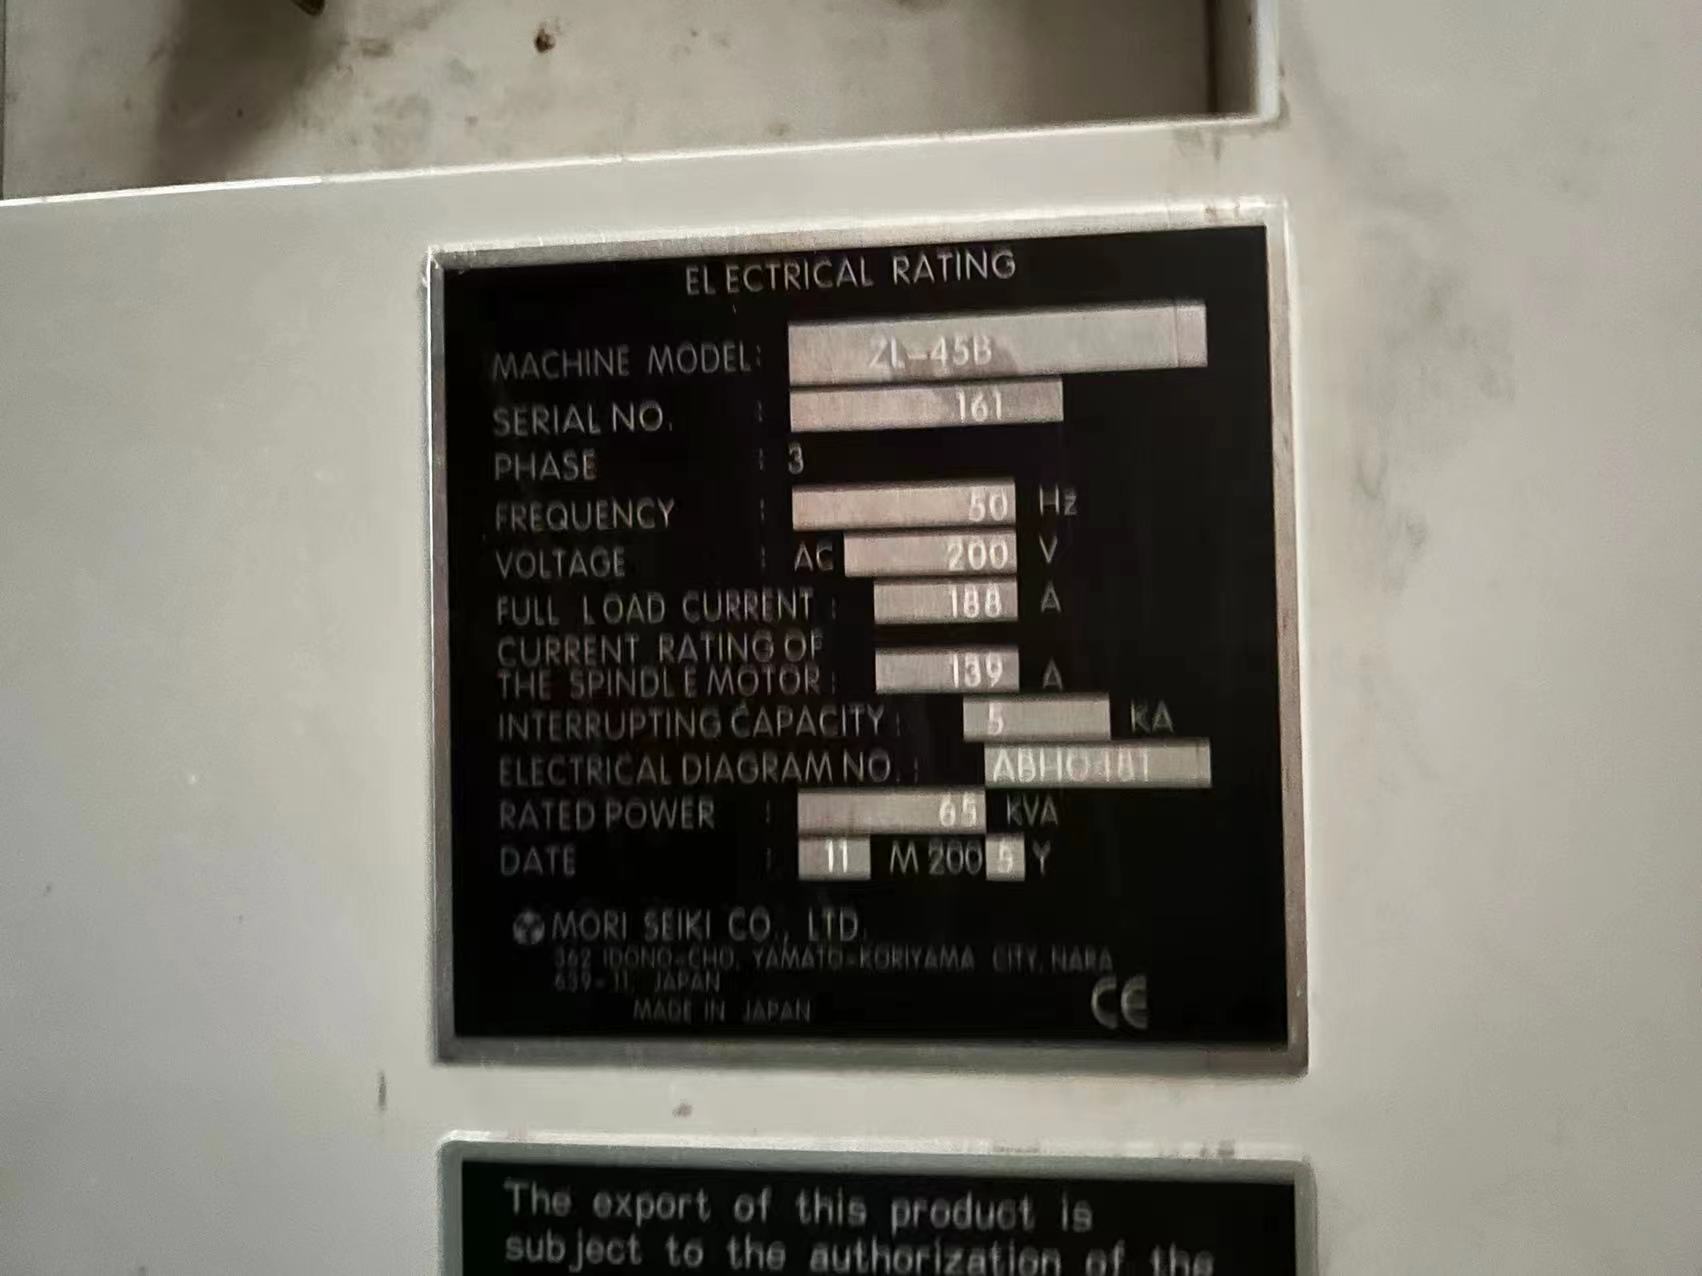 ELECTRICAL RATING
MACHINE MODEL: ZL-45B
SERIAL NO. : 161
PHASE : 3
FREQUENCY : 50 Hz
VOLTAGE : AC 200 V
FULL LOAD CURRENT : 188 A
CURRENT RATING OF
THE SPINDLE MOTOR : 139 A
INTERRUPTING CAPACITY : 5 KA
ELECTRICAL DIAGRAM NO. :
RATED POWER : 65 KVA
DATE : 11 M 2005 Y
MORI SEIKI CO., LTD.
362 IDONO-CHO, YAMATO-KORIYAMA CITY, NARA
639-11, JAPAN
MADE IN JAPAN
CE
The export of this product is
subject to the authorization of the